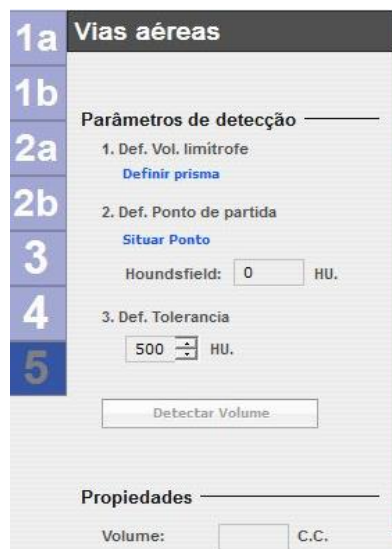 1a
Vias aéreas
1b
2a
2b
3
4
5
Parâmetros de detecção
1. Def. Vol. limítrofe
Definir prisma
2. Def. Ponto de partida
Situar Ponto
Houndsfield: 0 HU.
3. Def. Tolerancia
500 HU.
Detectar Volume
Propiedades
Volume: C.C.